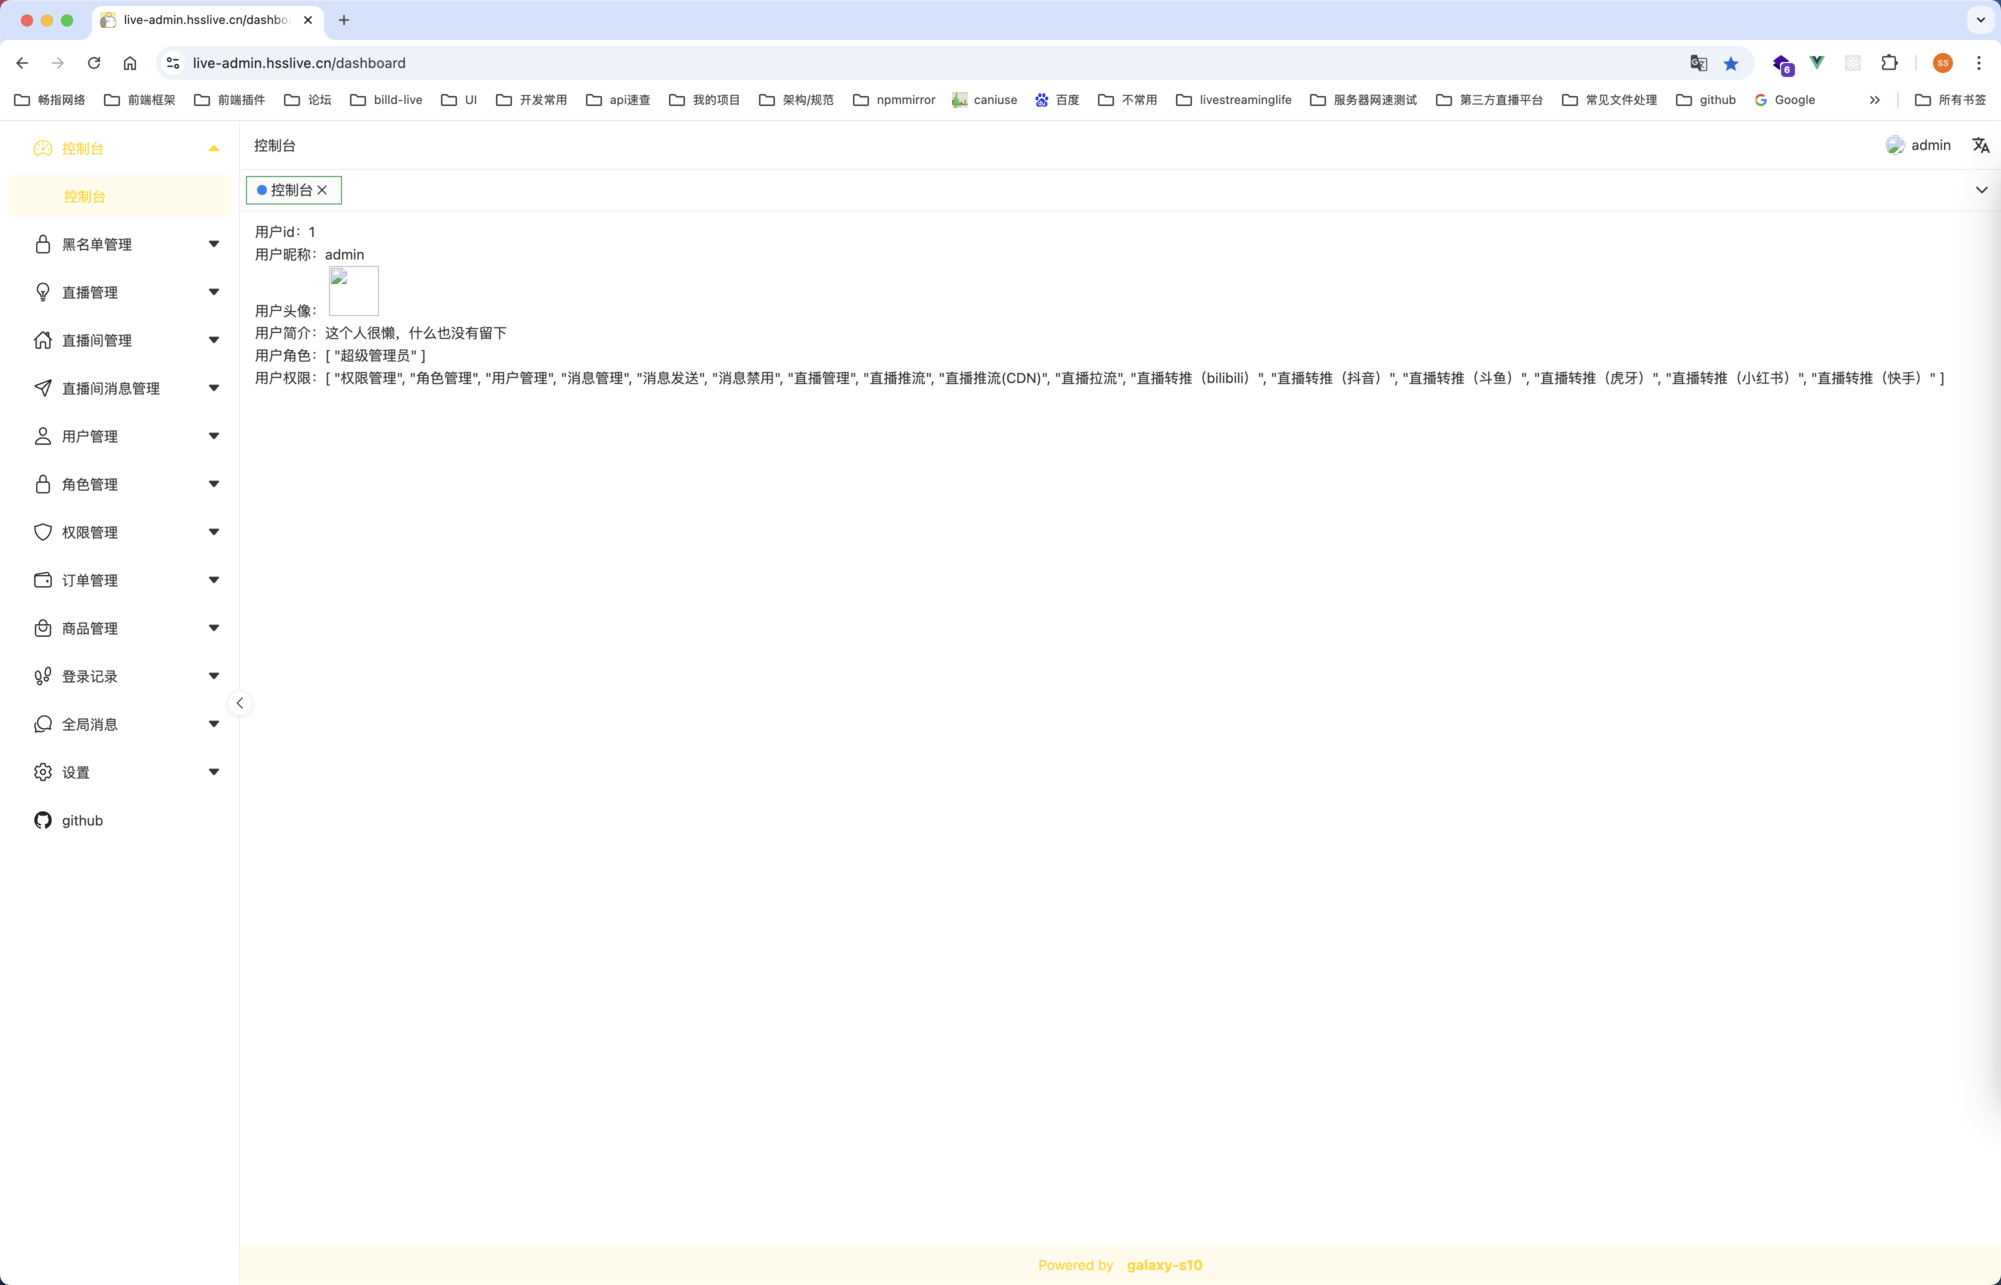 live-admin.hsslive.cn/dashbo
live-admin.hsslive.cn/dashboard
6
ss
畅指网络 前端框架 前端插件 论坛 billd-live UI 开发常用 api速查 我的项目 架构/规范 npmmirror caniuse 百度 不常用 livestreaminglife 服务器网速测试 第三方直播平台 常见文件处理 github Google 所有书签
控制台
控制台
黑名单管理
直播管理
直播间管理
直播间消息管理
用户管理
角色管理
权限管理
订单管理
商品管理
登录记录
全局消息
设置
github
控制台
admin
控制台
用户id：1
用户昵称：admin
用户头像：
用户简介：这个人很懒，什么也没有留下
用户角色：[ "超级管理员" ]
用户权限：[ "权限管理", "角色管理", "用户管理", "消息管理", "消息发送", "消息禁用", "直播管理", "直播推流", "直播推流(CDN)", "直播拉流", "直播转推（bilibili）", "直播转推（抖音）", "直播转推（斗鱼）", "直播转推（虎牙）", "直播转推（小红书）", "直播转推（快手）" ]
Powered by galaxy-s10